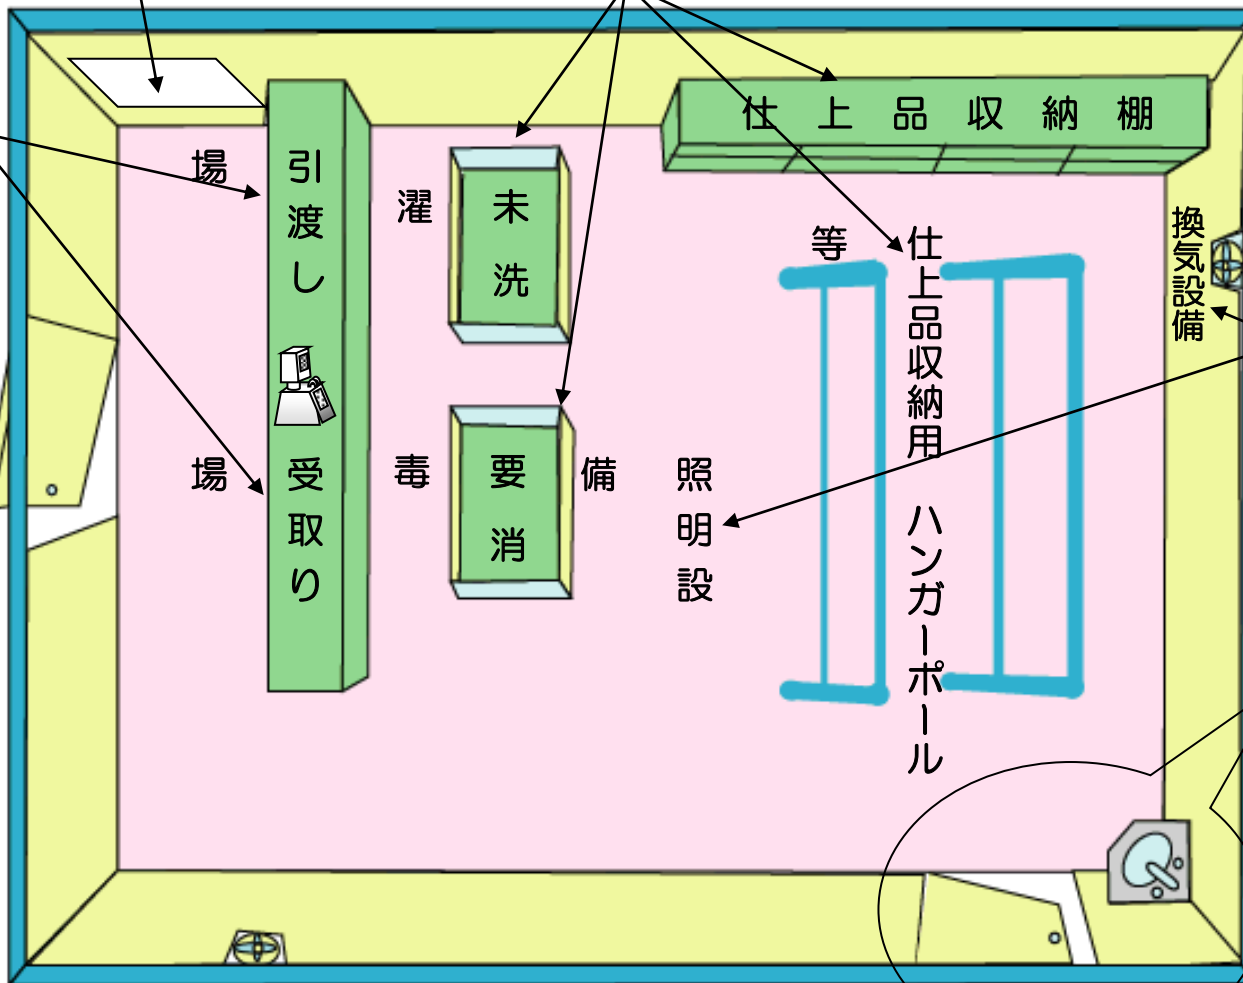 仕上品収納棚
換気設備
仕上品収納用 ハンガーポール
等
照明設
備
未洗
濯
要消
毒
引渡し
場
受取り
場